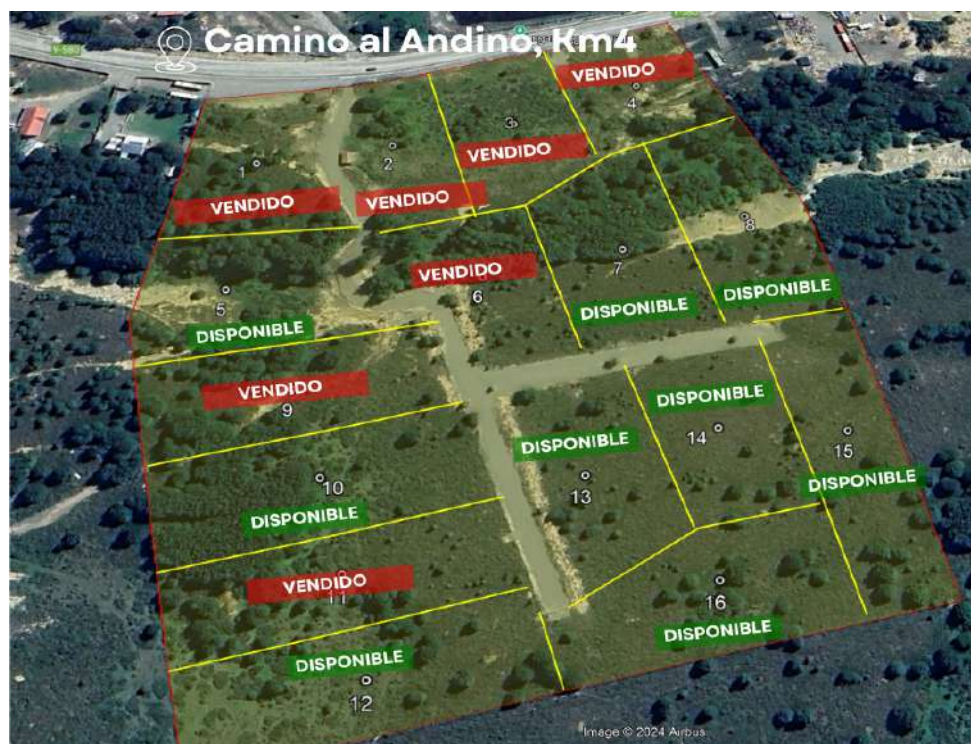 Camino al Andino, Km4
Y-580
VENDIDO
4
3
2
1
VENDIDO
VENDIDO
VENDIDO
8
7
VENDIDO
6
5
DISPONIBLE
DISPONIBLE
DISPONIBLE
VENDIDO
9
DISPONIBLE
14
15
DISPONIBLE
13
DISPONIBLE
10
DISPONIBLE
VENDIDO
11
16
DISPONIBLE
DISPONIBLE
12
Image © 2024 Airbus